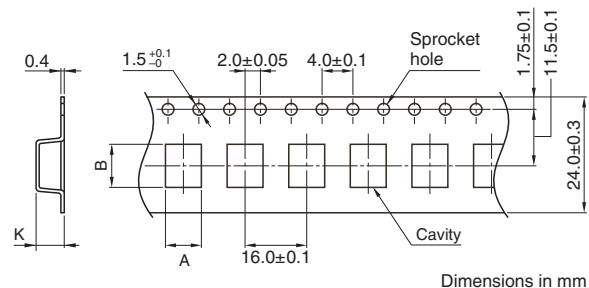 0.4
1.5 +0.1 −0
2.0±0.05
4.0±0.1
Sprocket
hole
1.75±0.1
11.5±0.1
24.0±0.3
B
K
A
16.0±0.1
Cavity
Dimensions in mm